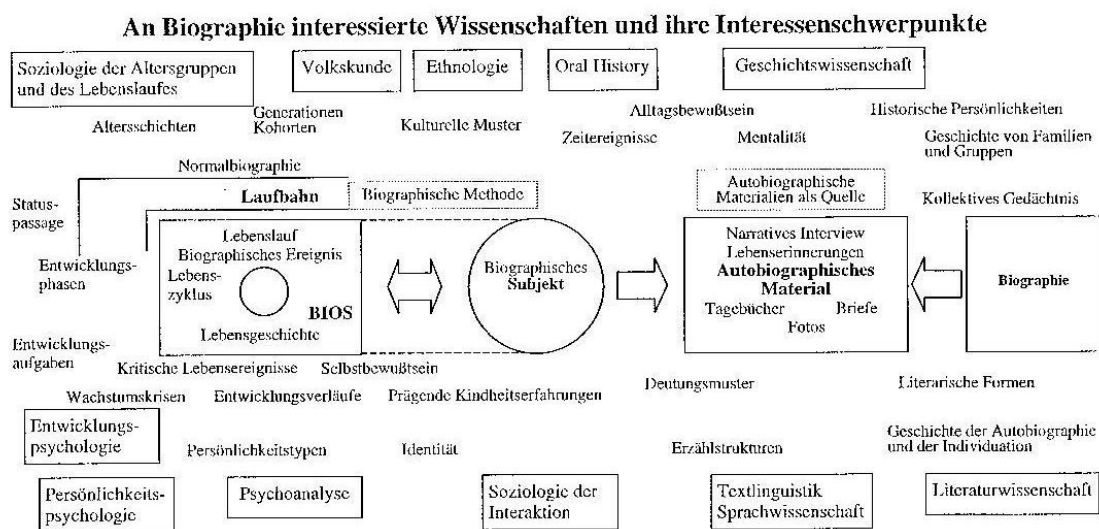 An Biographie interessierte Wissenschaften und ihre Interessenschwerpunkte
Soziologie der Altersgruppen
und des Lebenslaufes
Volkskunde
Ethnologie
Oral History
Geschichtswissenschaft
Altersschichten
Generationen
Kohorten
Kulturelle Muster
Alltagsbewußtsein
Zeitereignisse
Mentalität
Historische Persönlichkeiten
Geschichte von Familien
und Gruppen
Normalbiographie
Status-
passage
Laufbahn
Biographische Methode
Autobiographische
Materialien als Quelle
Kollektives Gedächtnis
Entwicklungs-
phasen
Lebenslauf
Biographisches Ereignis
Lebens-
zyklus
BIOS
Lebensgeschichte
Biographisches
Subjekt
Narratives Interview
Lebenserinnerungen
Autobiographisches
Material
Tagebücher Briefe
Fotos
Biographie
Entwicklungs-
aufgaben
Kritische Lebensereignisse
Selbstbewußtsein
Wachstumskrisen
Entwicklungsverläufe
Prägende Kindheitserfahrungen
Deutungsmuster
Literarische Formen
Entwicklungs-
psychologie
Persönlichkeitstypen
Identität
Erzählstrukturen
Geschichte der Autobiographie
und der Individuation
Persönlichkeits-
psychologie
Psychoanalyse
Soziologie der
Interaktion
Textlinguistik
Sprachwissenschaft
Literaturwissenschaft